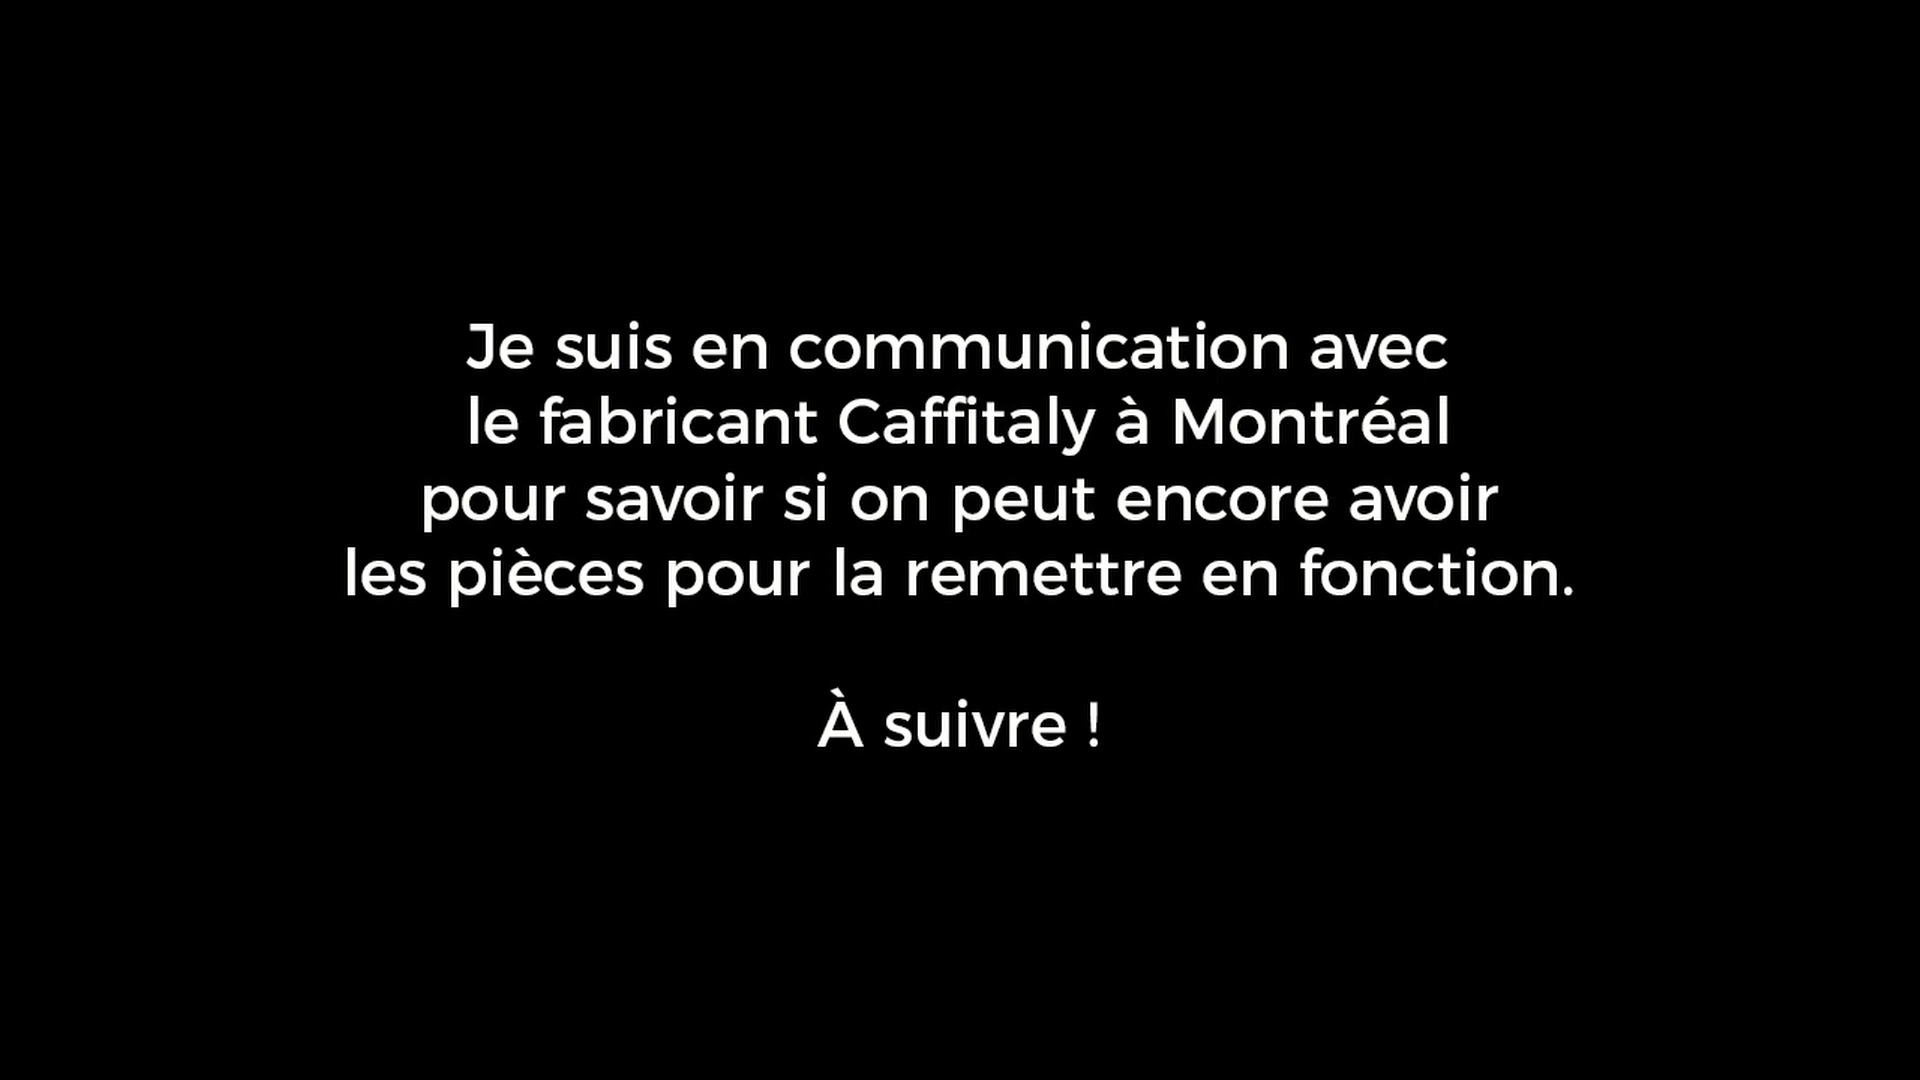 Je suis en communication avec
le fabricant Caffitaly à Montréal
pour savoir si on peut encore avoir
les pièces pour la remettre en fonction.
À suivre !